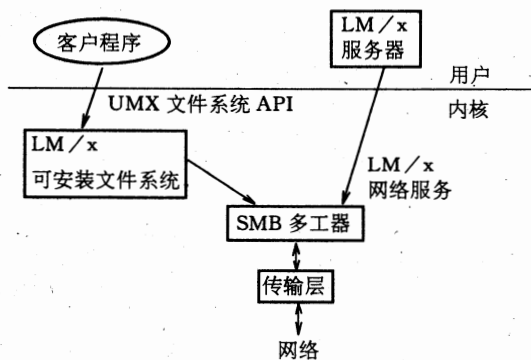 客户程序
LM/x
服务器
用户
UMX 文件系统 API
内核
LM/x
可安装文件系统
LM/x
网络服务
SMB 多工器
传输层
网络